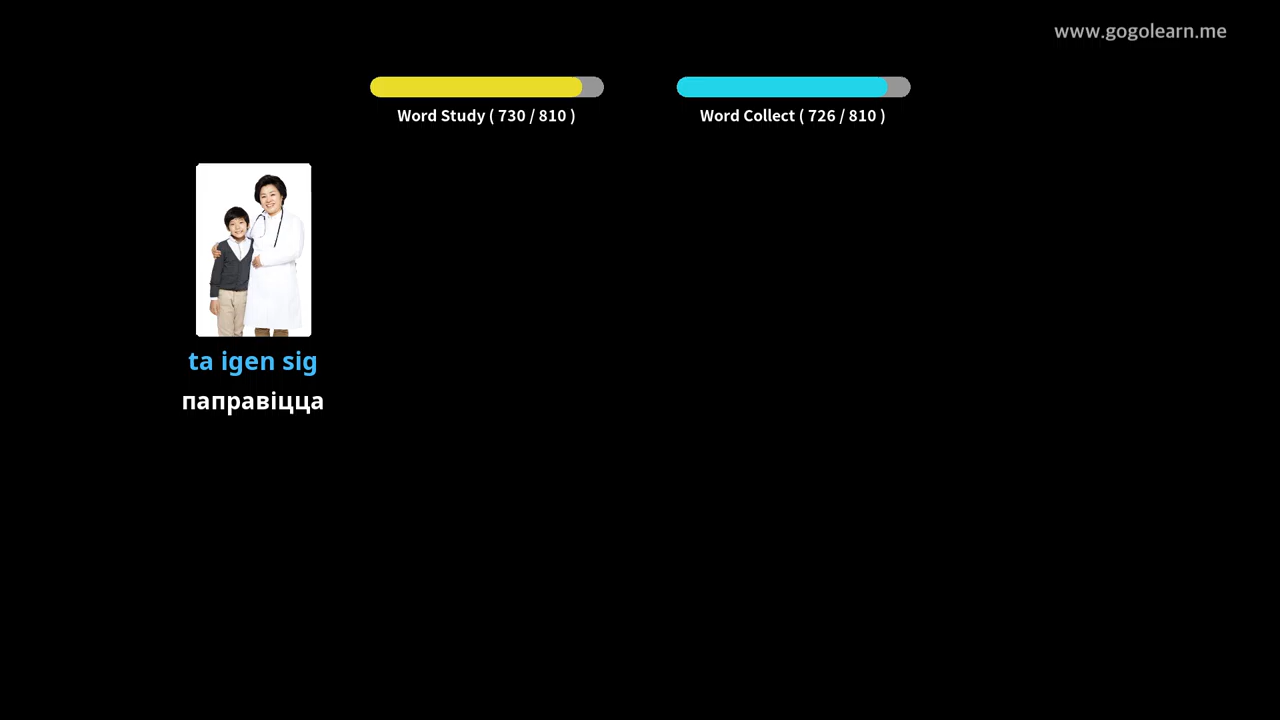 www.gogolearn.me
Word Study ( 730 / 810 )
Word Collect ( 726 / 810 )
ta igen sig
паправіцца